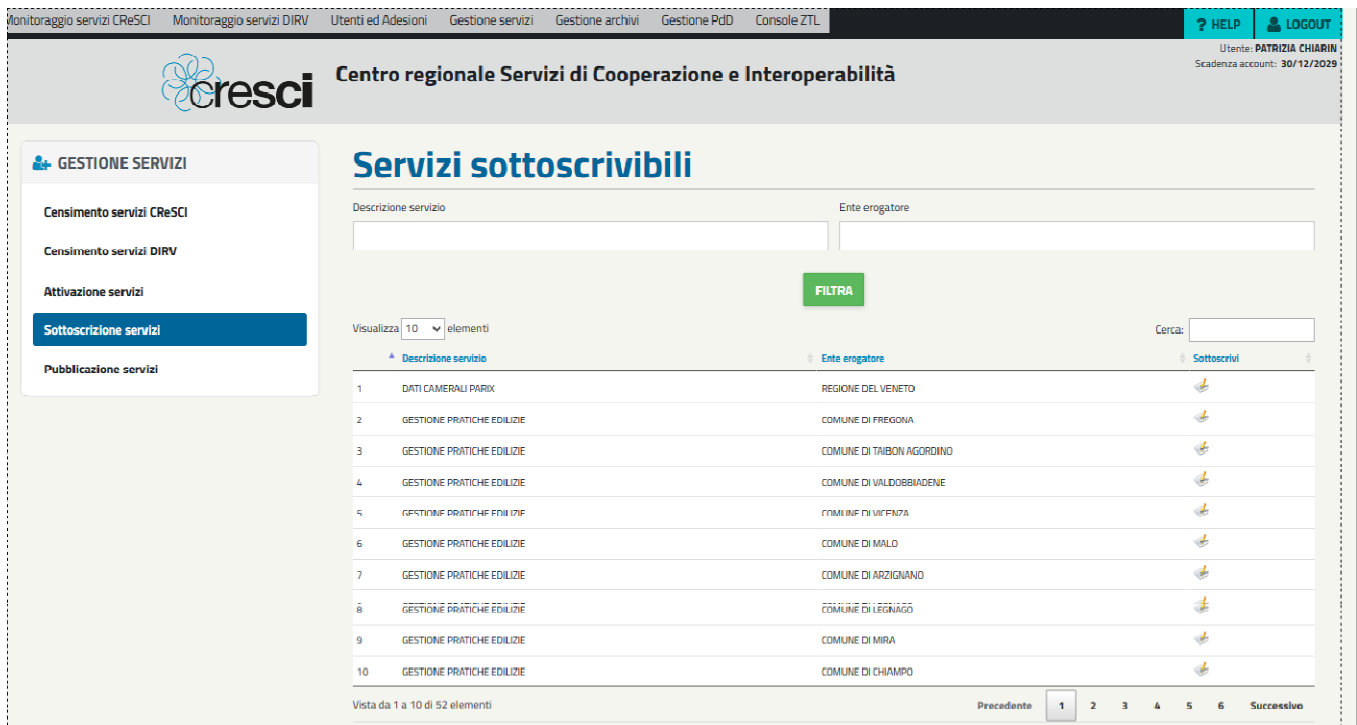 Monitoraggio servizi CReSCI Monitoraggio servizi DIRV Utenti ed Adesioni Gestione servizi Gestione archivi Gestione PdD Console ZTL ? HELP LOGOUT
Utente: PATRIZIA CHIARIN
Scadenza account: 30/12/2029
cresci Centro regionale Servizi di Cooperazione e Interoperabilità
GESTIONE SERVIZI
Censimento servizi CReSCI
Censimento servizi DIRV
Attivazione servizi
Sottoscrizione servizi
Pubblicazione servizi
Servizi sottoscrivibili
Descrizione servizio Ente erogatore
FILTRA
Visualizza 10 elementi Cerca:
Descrizione servizio Ente erogatore Sottoscrivi
1 DATI CAMERALI PARIX REGIONE DEL VENETO
2 GESTIONE PRATICHE EDILIZIE COMUNE DI FREGONA
3 GESTIONE PRATICHE EDILIZIE COMUNE DI TAIBON AGORDINO
4 GESTIONE PRATICHE EDILIZIE COMUNE DI VALDOBBIADENE
5 GESTIONE PRATICHE EDILIZIE COMUNE DI VICENZA
6 GESTIONE PRATICHE EDILIZIE COMUNE DI MALO
7 GESTIONE PRATICHE EDILIZIE COMUNE DI ARZIGNANO
8 GESTIONE PRATICHE EDILIZIE COMUNE DI LEGNAGO
9 GESTIONE PRATICHE EDILIZIE COMUNE DI MIRA
10 GESTIONE PRATICHE EDILIZIE COMUNE DI CHIAMPO
Vista da 1 a 10 di 52 elementi Precedente 1 2 3 4 5 6 Successivo